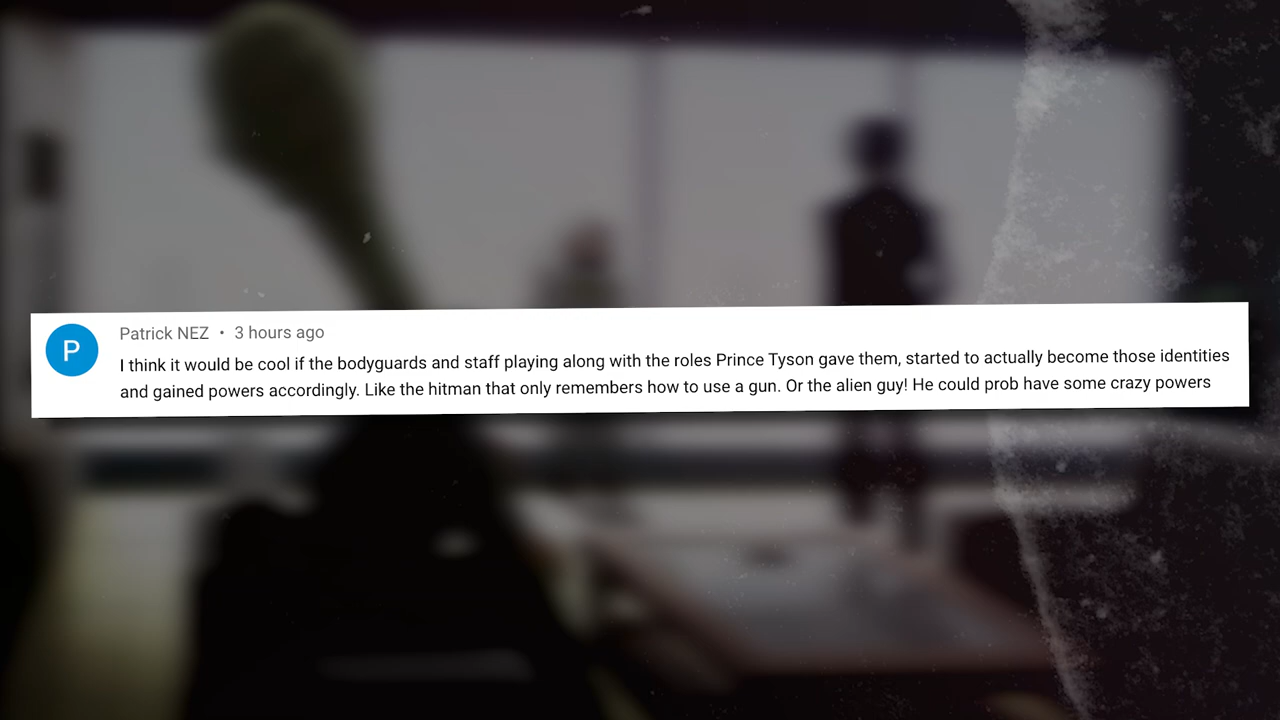 P
Patrick NEZ • 3 hours ago
I think it would be cool if the bodyguards and staff playing along with the roles Prince Tyson gave them, started to actually become those identities
and gained powers accordingly. Like the hitman that only remembers how to use a gun. Or the alien guy! He could prob have some crazy powers